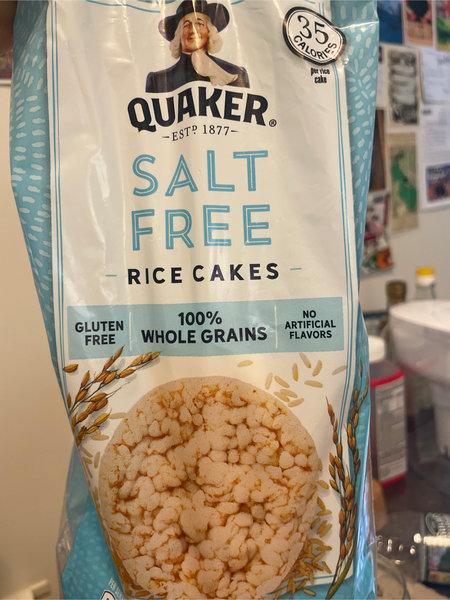 35
CALORIES
per rice
cake
QUAKER®
EST᙮ 1877
SALT
FREE
RICE CAKES
GLUTEN
FREE
100%
WHOLE GRAINS
NO
ARTIFICIAL
FLAVORS